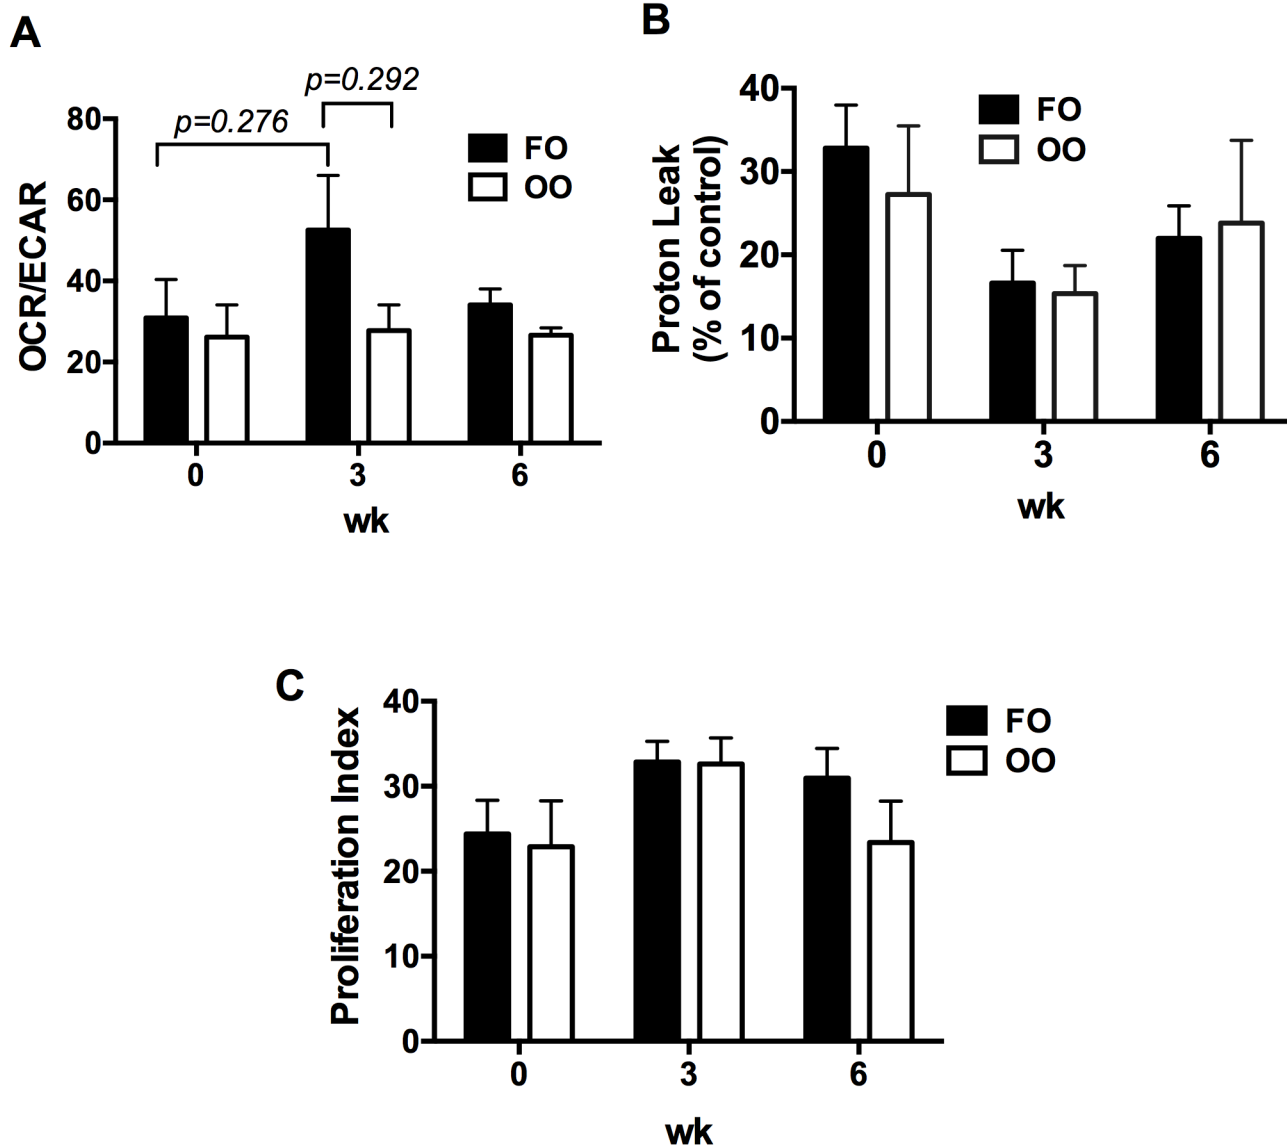 A
p=0.292
p=0.276
FO
OO
80
60
40
20
0
OCR/ECAR
0 3 6
wk
B
FO
OO
40
30
20
10
0
Proton Leak
(% of control)
0 3 6
wk
C
FO
OO
40
30
20
10
0
Proliferation Index
0 3 6
wk